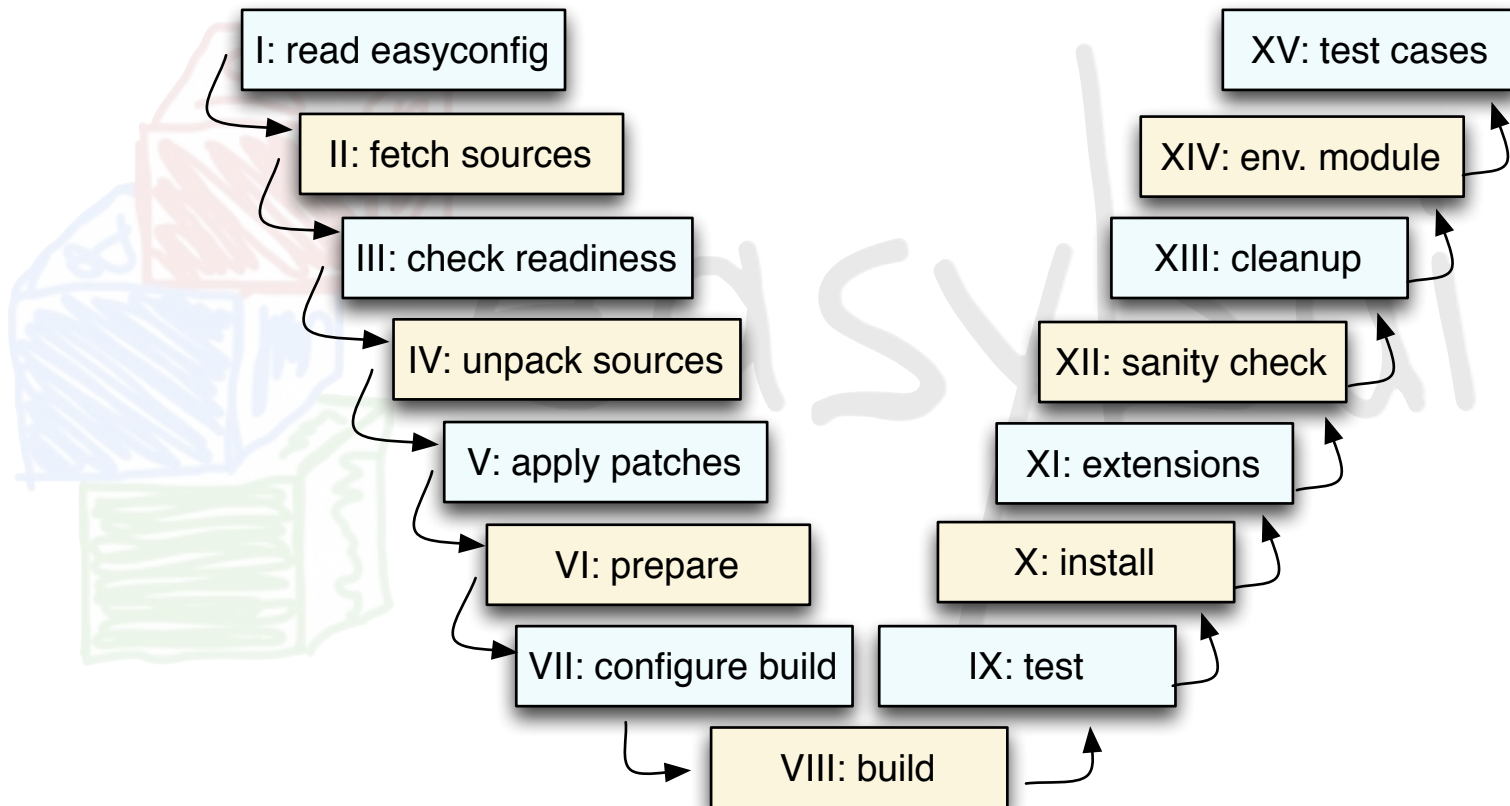 I: read easyconfig
II: fetch sources
III: check readiness
IV: unpack sources
V: apply patches
VI: prepare
VII: configure build
VIII: build
IX: test
X: install
XI: extensions
XII: sanity check
XIII: cleanup
XIV: env. module
XV: test cases
easybui